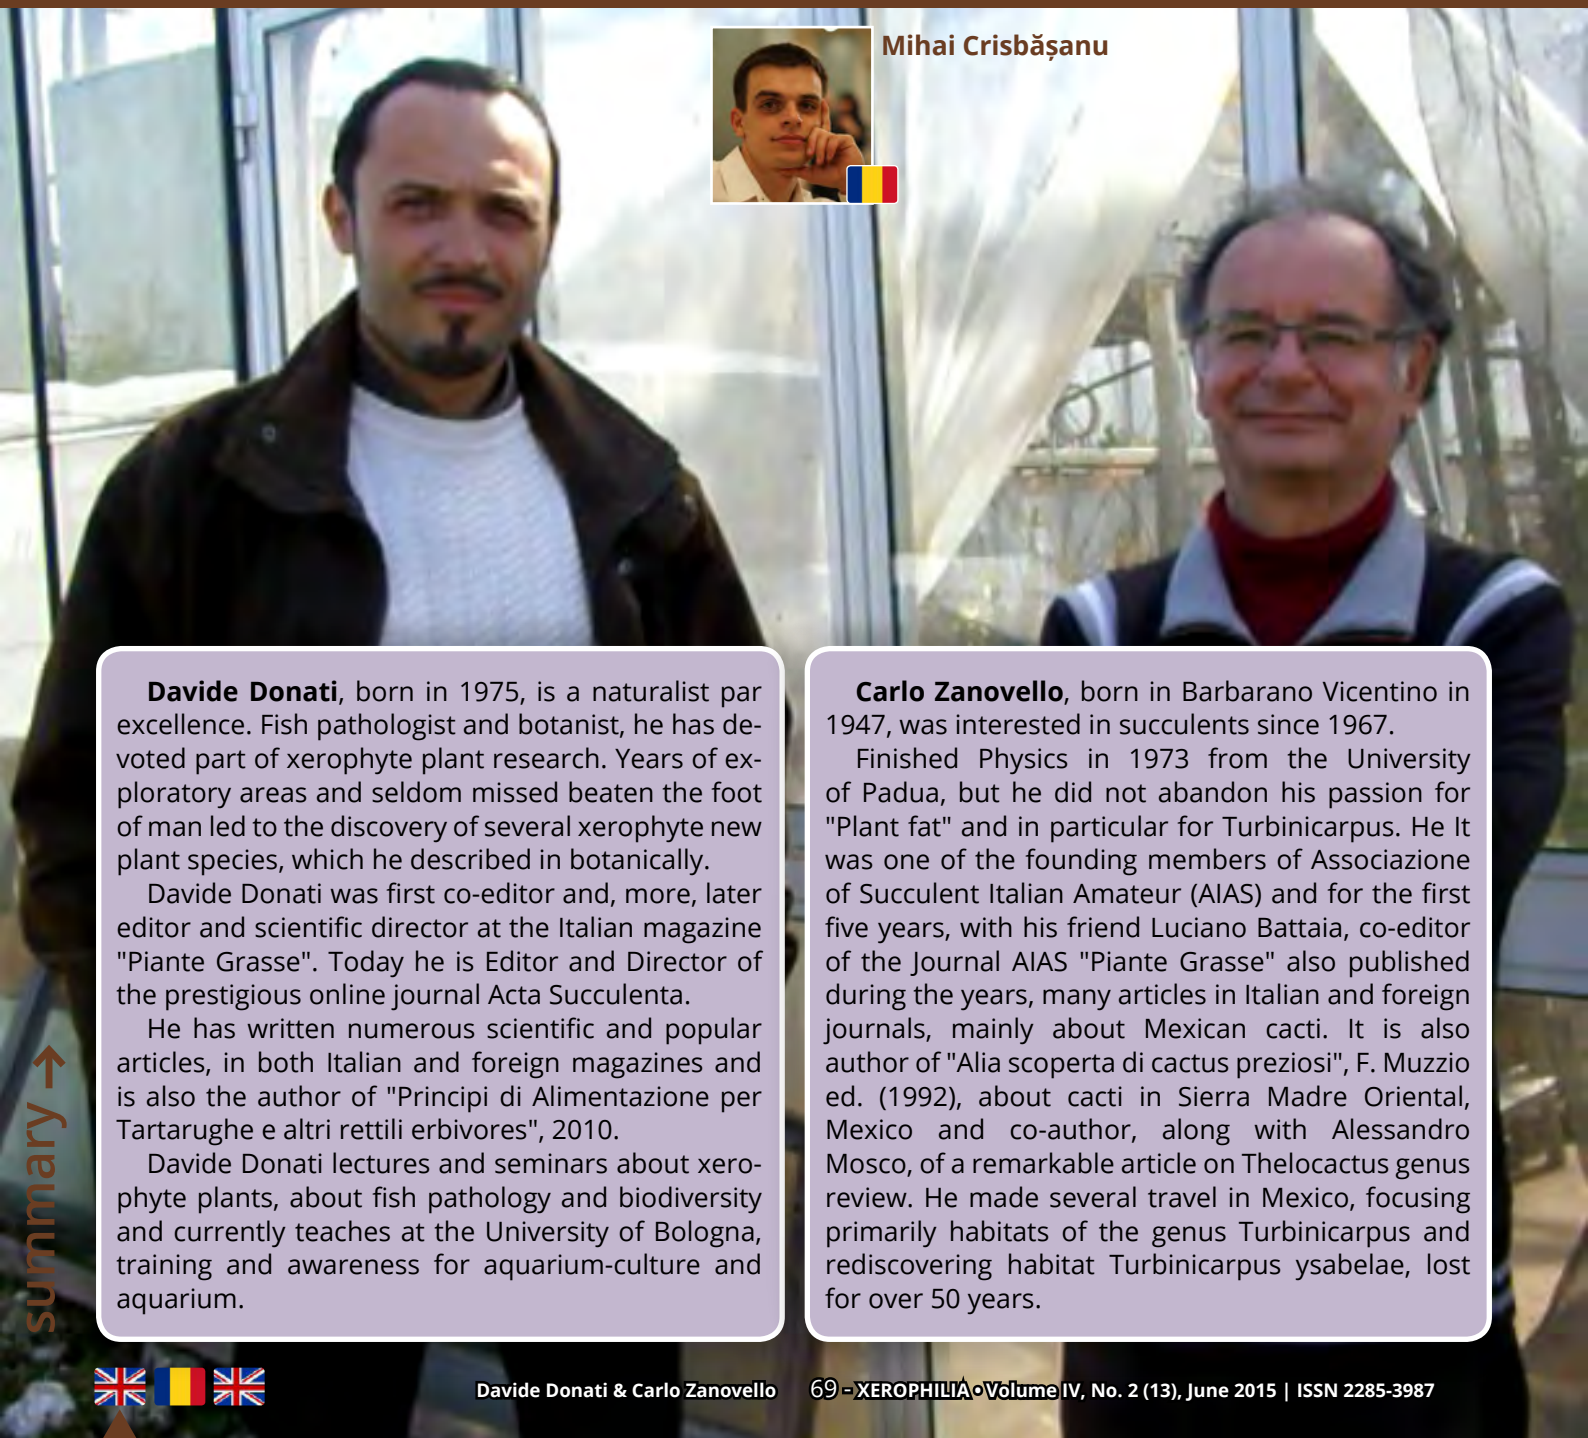 Mihai Crisbășanu
Davide Donati, born in 1975, is a naturalist par
excellence. Fish pathologist and botanist, he has de-
voted part of xerophyte plant research. Years of ex-
ploratory areas and seldom missed beaten the foot
of man led to the discovery of several xerophyte new
plant species, which he described in botanically.
Davide Donati was first co-editor and, more, later
editor and scientific director at the Italian magazine
"Piante Grasse". Today he is Editor and Director of
the prestigious online journal Acta Succulenta.
He has written numerous scientific and popular
articles, in both Italian and foreign magazines and
is also the author of "Principi di Alimentazione per
Tartarughe e altri rettili erbivores", 2010.
Davide Donati lectures and seminars about xero-
phyte plants, about fish pathology and biodiversity
and currently teaches at the University of Bologna,
training and awareness for aquarium-culture and
aquarium.
Carlo Zanovello, born in Barbarano Vicentino in
1947, was interested in succulents since 1967.
Finished Physics in 1973 from the University
of Padua, but he did not abandon his passion for
"Plant fat" and in particular for Turbinicarpus. He It
was one of the founding members of Associazione
of Succulent Italian Amateur (AIAS) and for the first
five years, with his friend Luciano Battaia, co-editor
of the Journal AIAS "Piante Grasse" also published
during the years, many articles in Italian and foreign
journals, mainly about Mexican cacti. It is also
author of "Alia scoperta di cactus preziosi", F. Muzzio
ed. (1992), about cacti in Sierra Madre Oriental,
Mexico and co-author, along with Alessandro
Mosco, of a remarkable article on Thelocactus genus
review. He made several travel in Mexico, focusing
primarily habitats of the genus Turbinicarpus and
rediscovering habitat Turbinicarpus ysabelae, lost
for over 50 years.
summary →
Davide Donati & Carlo Zanovello 69 - XEROPHILIA • Volume IV, No. 2 (13), June 2015 | ISSN 2285-3987